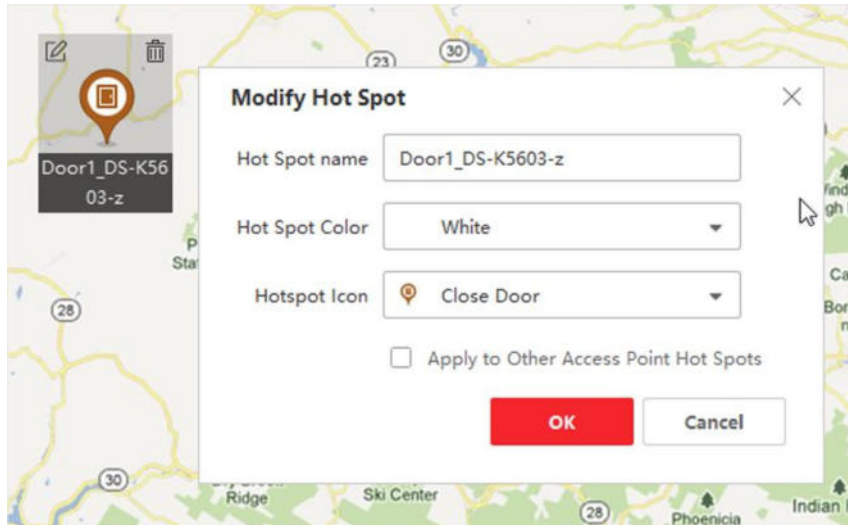 23
30
Modify Hot Spot
Door1_DS-K56
03-z
Hot Spot name
Door1_DS-K5603-z
Hot Spot Color
White
Hotspot Icon
Close Door
28
Apply to Other Access Point Hot Spots
OK
Cancel
30
Ridge
Ski Center
28
Phoenicia
Indian